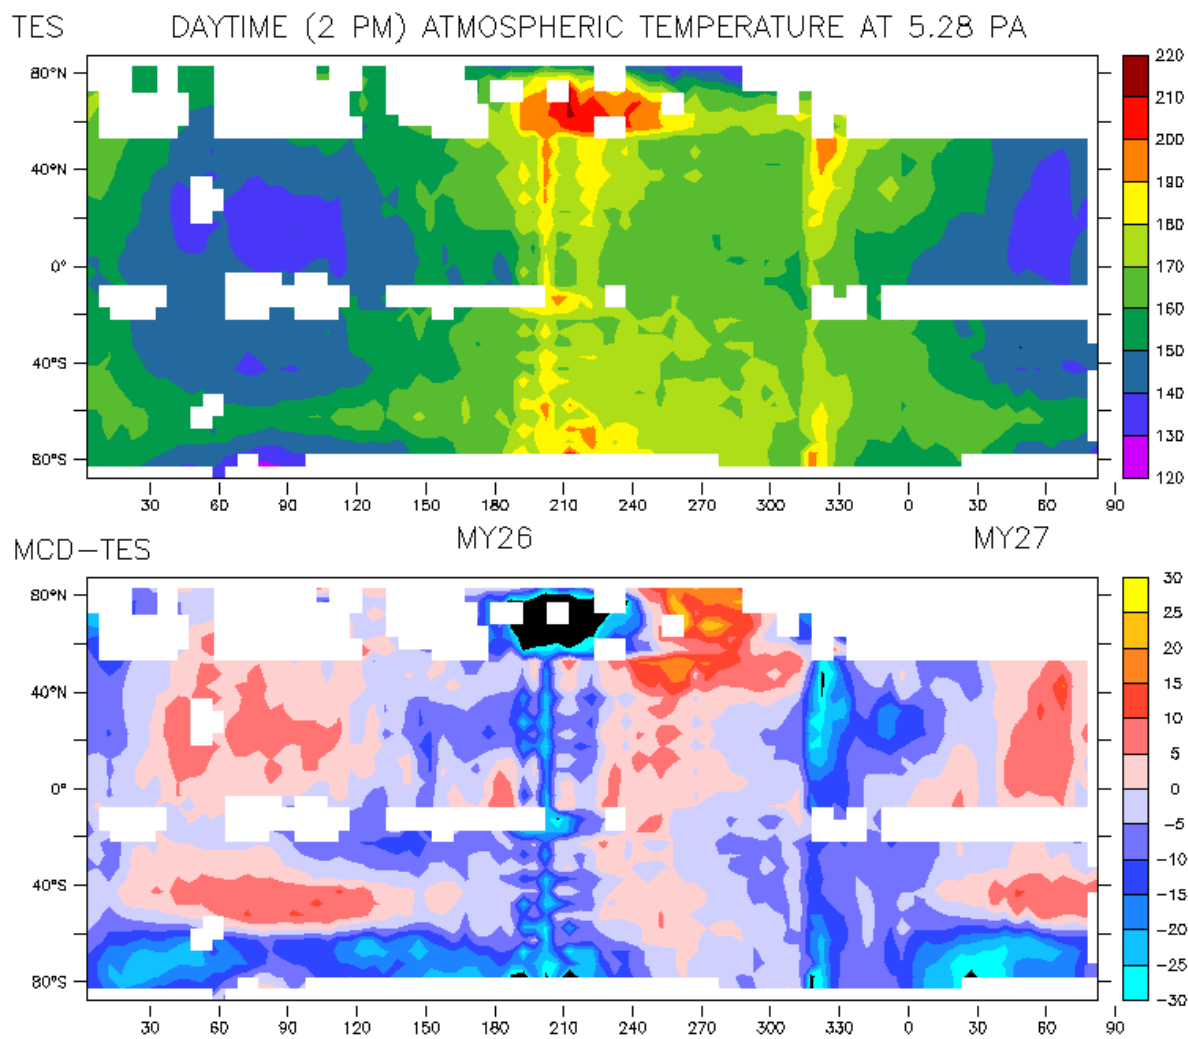 TES DAYTIME (2 PM) ATMOSPHERIC TEMPERATURE AT 5.28 PA
80°N
40°N
0°
40°S
80°S
220
210
200
190
180
170
160
150
140
130
120
30 60 90 120 150 180 210 240 270 300 330 0 30 60 90
MY26 MY27
MCD-TES
80°N
40°N
0°
40°S
80°S
30
25
20
15
10
5
0
-5
-10
-15
-20
-25
-30
30 60 90 120 150 180 210 240 270 300 330 0 30 60 90